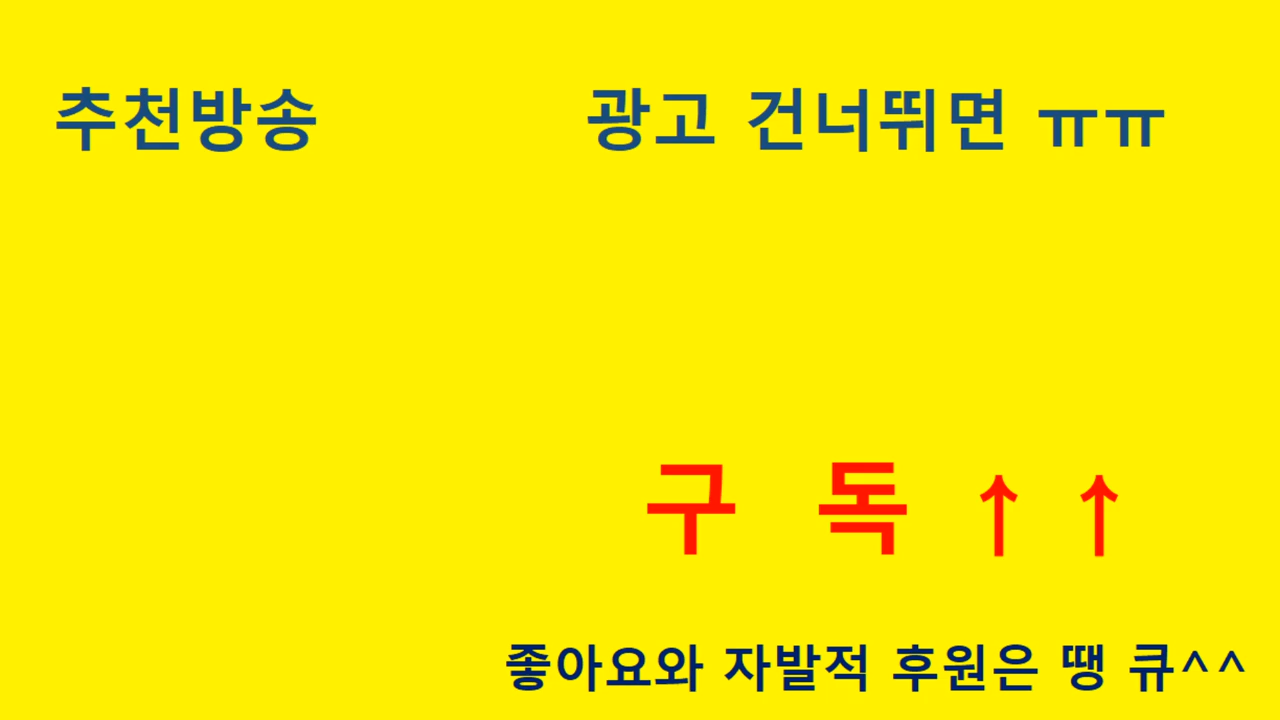 추천방송 광고 건너뛰면 ㅠㅠ
구 독 ↑ ↑
좋아요와 자발적 후원은 땡 큐^^